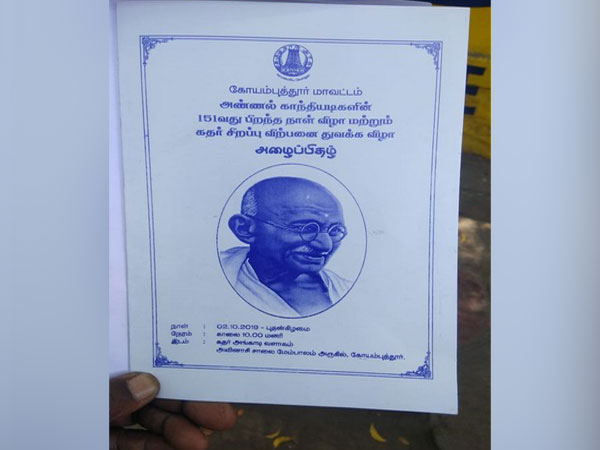 கோயம்புத்தூர் மாவட்டம்
அண்ணல் காந்தியடிகளின்
151வது பிறந்த நாள் விழா மற்றும்
கதர் சிறப்பு விற்பனை துவக்க விழா
அழைப்பிதழ்
நாள் : 02.10.2019 - புதன்கிழமை
நேரம் : காலை 10.00 மணி
இடம் : கதர் அங்காடி வளாகம்
அவினாசி சாலை மேம்பாலம் அருகில், கோயம்புத்தூர்.